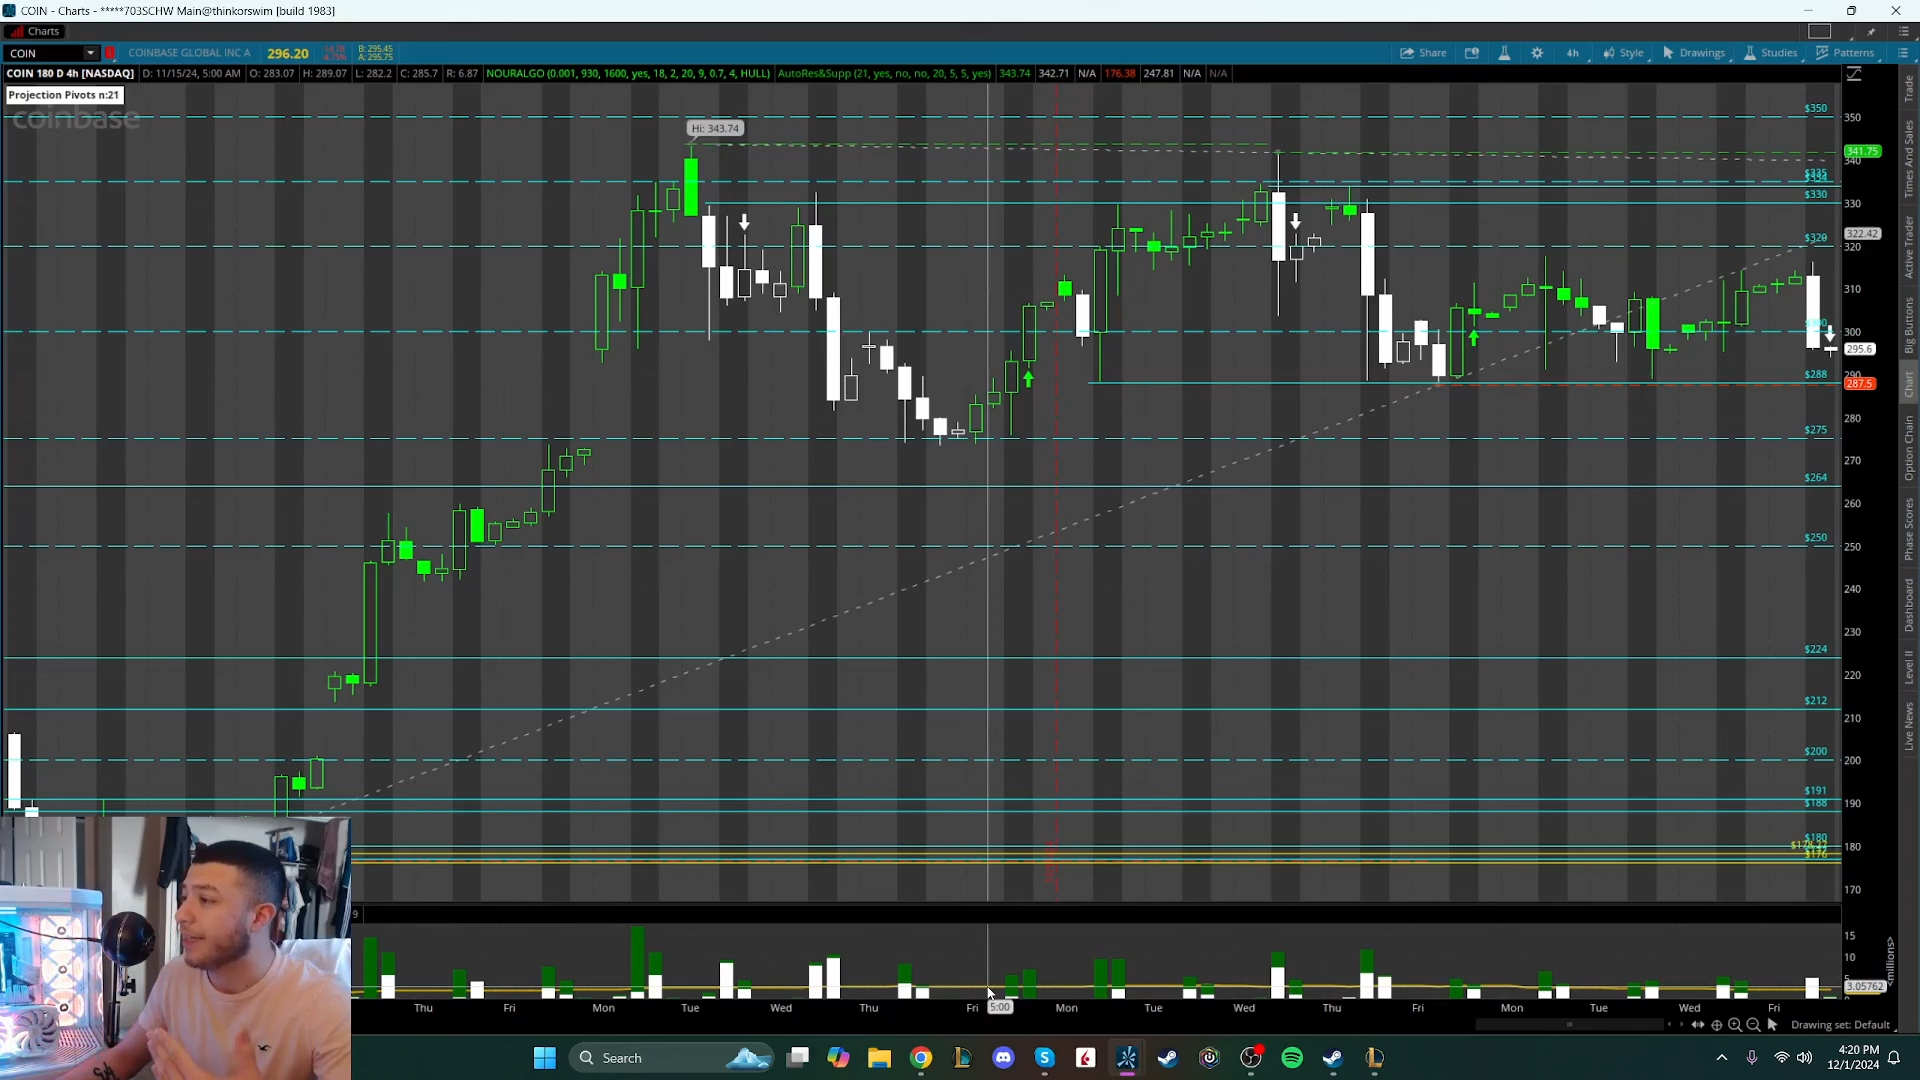 COIN - Charts - *****703SCHW Main@thinkorswim [build 1983]
Charts
COIN COINBASE GLOBAL INC A 296.20 -14.78 4.75% B: 295.45 A: 295.75 Share 4h Style Drawings Studies Patterns
COIN 180 D 4h [NASDAQ] D: 11/15/24, 5:00 AM O: 283.07 H: 289.07 L: 282.2 C: 285.7 R: 6.87 NOURALGO (0.001, 930, 1600, yes, 18, 2, 20, 9, 0.7, 4, HULL) AutoRes&Supp (21, yes, no, no, 20, 5, 5, yes) 343.74 342.71 N/A 176.38 247.81 N/A N/A
Projection Pivots n:21
coinbase
Hi: 343.74
$350
$335
$330
$320
$300
$288
$275
$264
$250
$224
$212
$200
$191
$188
$180
$176
350
341.75
340
330
322.42
320
310
300
295.6
290
287.5
280
270
260
250
240
230
220
210
200
190
180
170
Trade
Times And Sales
Active Trader
Big Buttons
Chart
Option Chain
Phase Scores
Dashboard
Level II
Live News
9
15
10
5
3.05762
<millions>
Thu Fri Mon Tue Wed Thu Fri 5:00 Mon Tue Wed Thu Fri Mon Tue Wed Fri
Drawing set: Default
Search
4:20 PM
12/1/2024